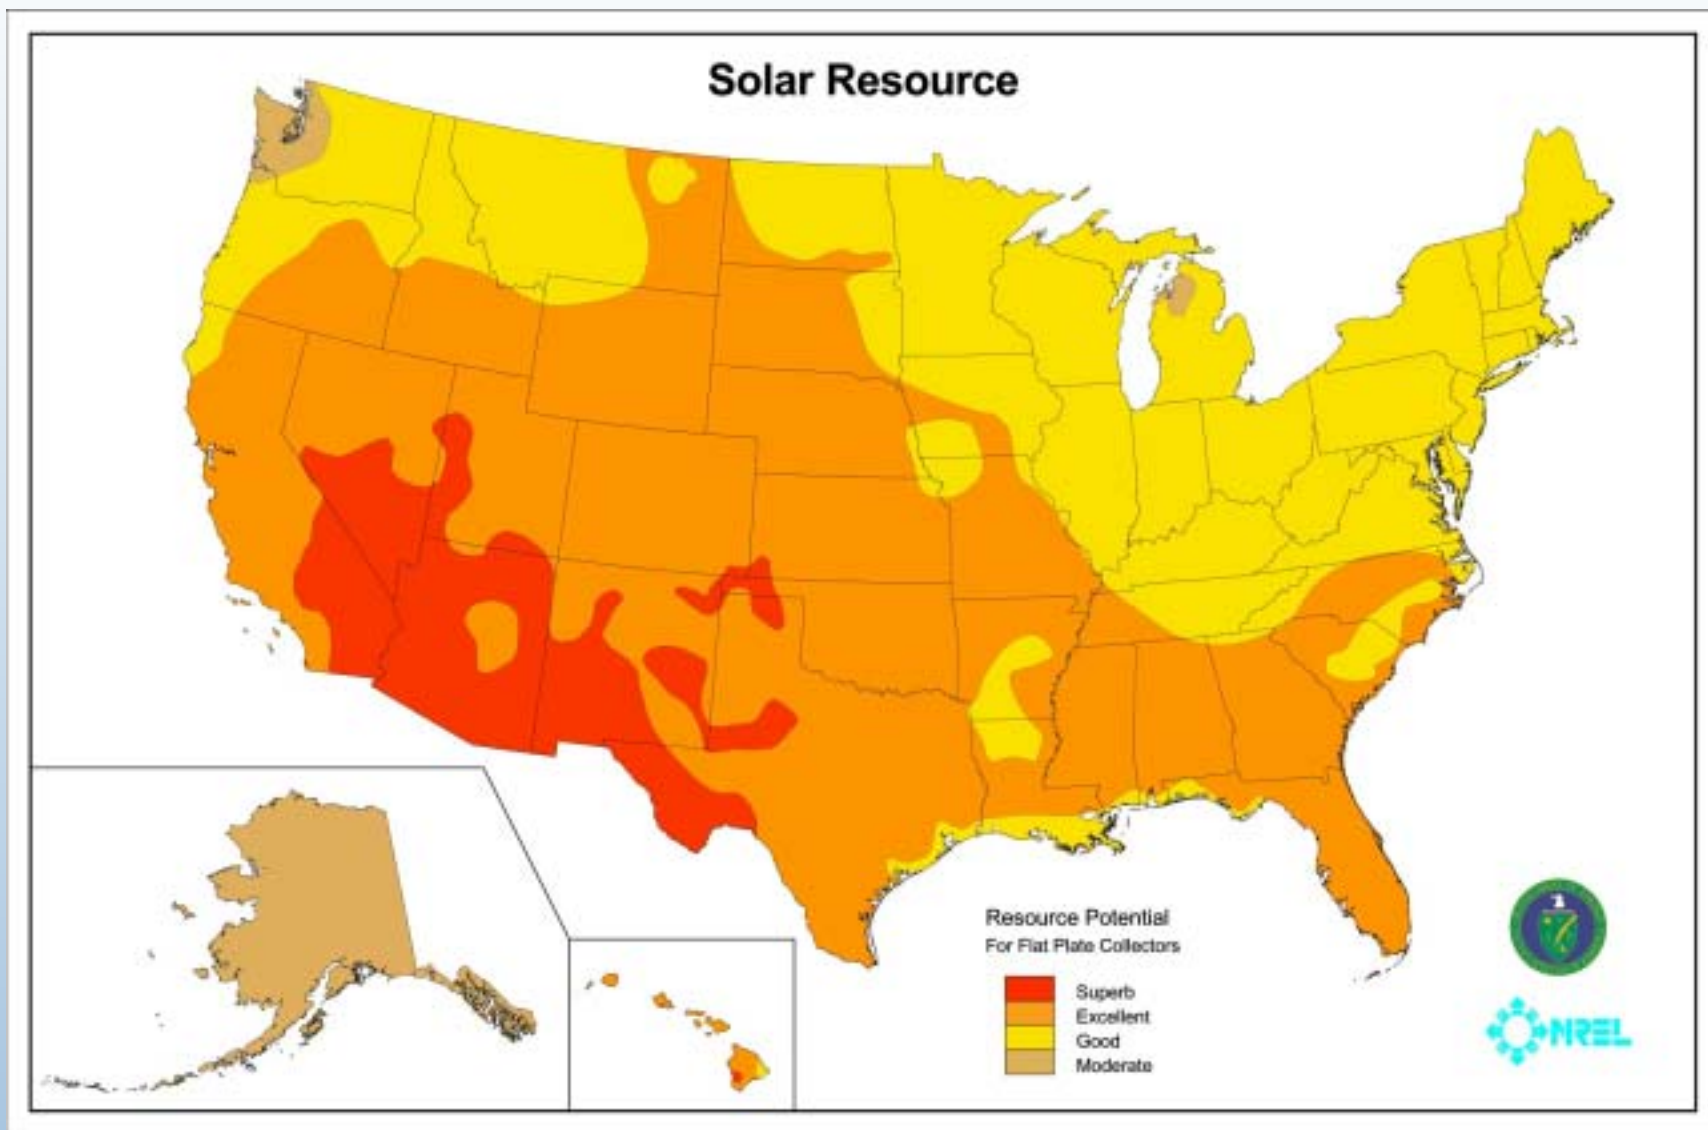 Solar Resource
Resource Potential
For Flat Plate Collectors
Superb
Excellent
Good
Moderate
NREL